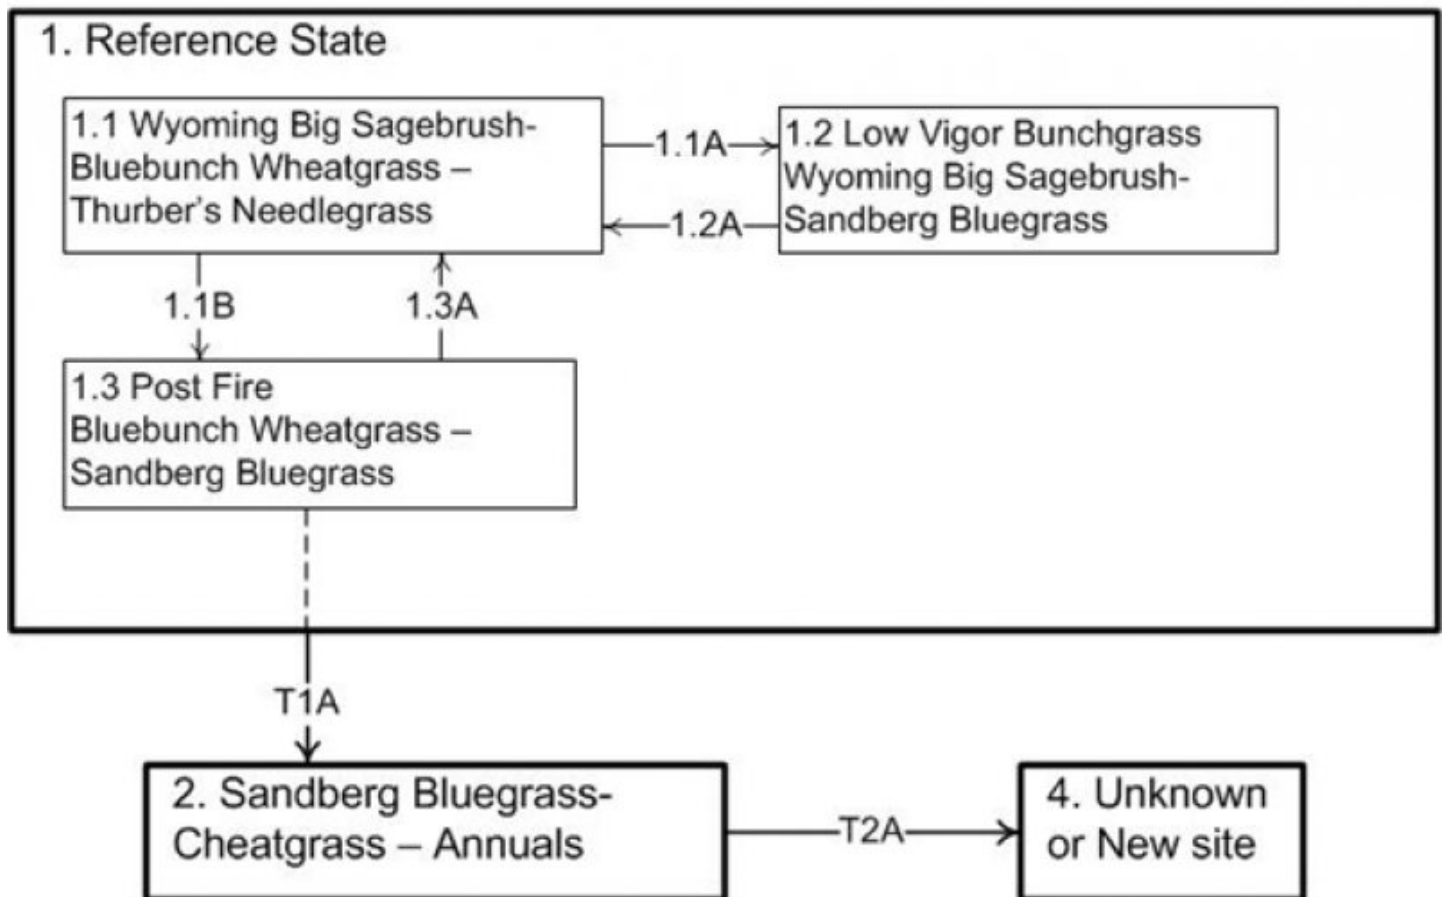 1. Reference State
1.1 Wyoming Big Sagebrush-
Bluebunch Wheatgrass –
Thurber's Needlegrass
1.1A
1.2 Low Vigor Bunchgrass
Wyoming Big Sagebrush-
Sandberg Bluegrass
1.2A
1.1B
1.3A
1.3 Post Fire
Bluebunch Wheatgrass –
Sandberg Bluegrass
T1A
2. Sandberg Bluegrass-
Cheatgrass – Annuals
T2A
4. Unknown
or New site